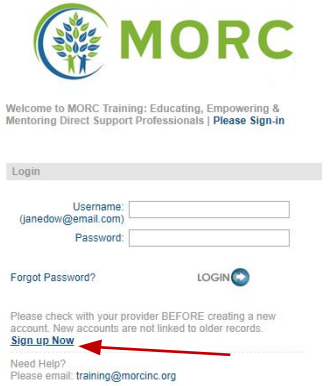 MORC
Welcome to MORC Training: Educating, Empowering &
Mentoring Direct Support Professionals | Please Sign-in
Login
Username:
(janedow@email.com)
Password:
Forgot Password?
LOGIN
Please check with your provider BEFORE creating a new
account. New accounts are not linked to older records.
Sign up Now
Need Help?
Please email: training@morcinc.org